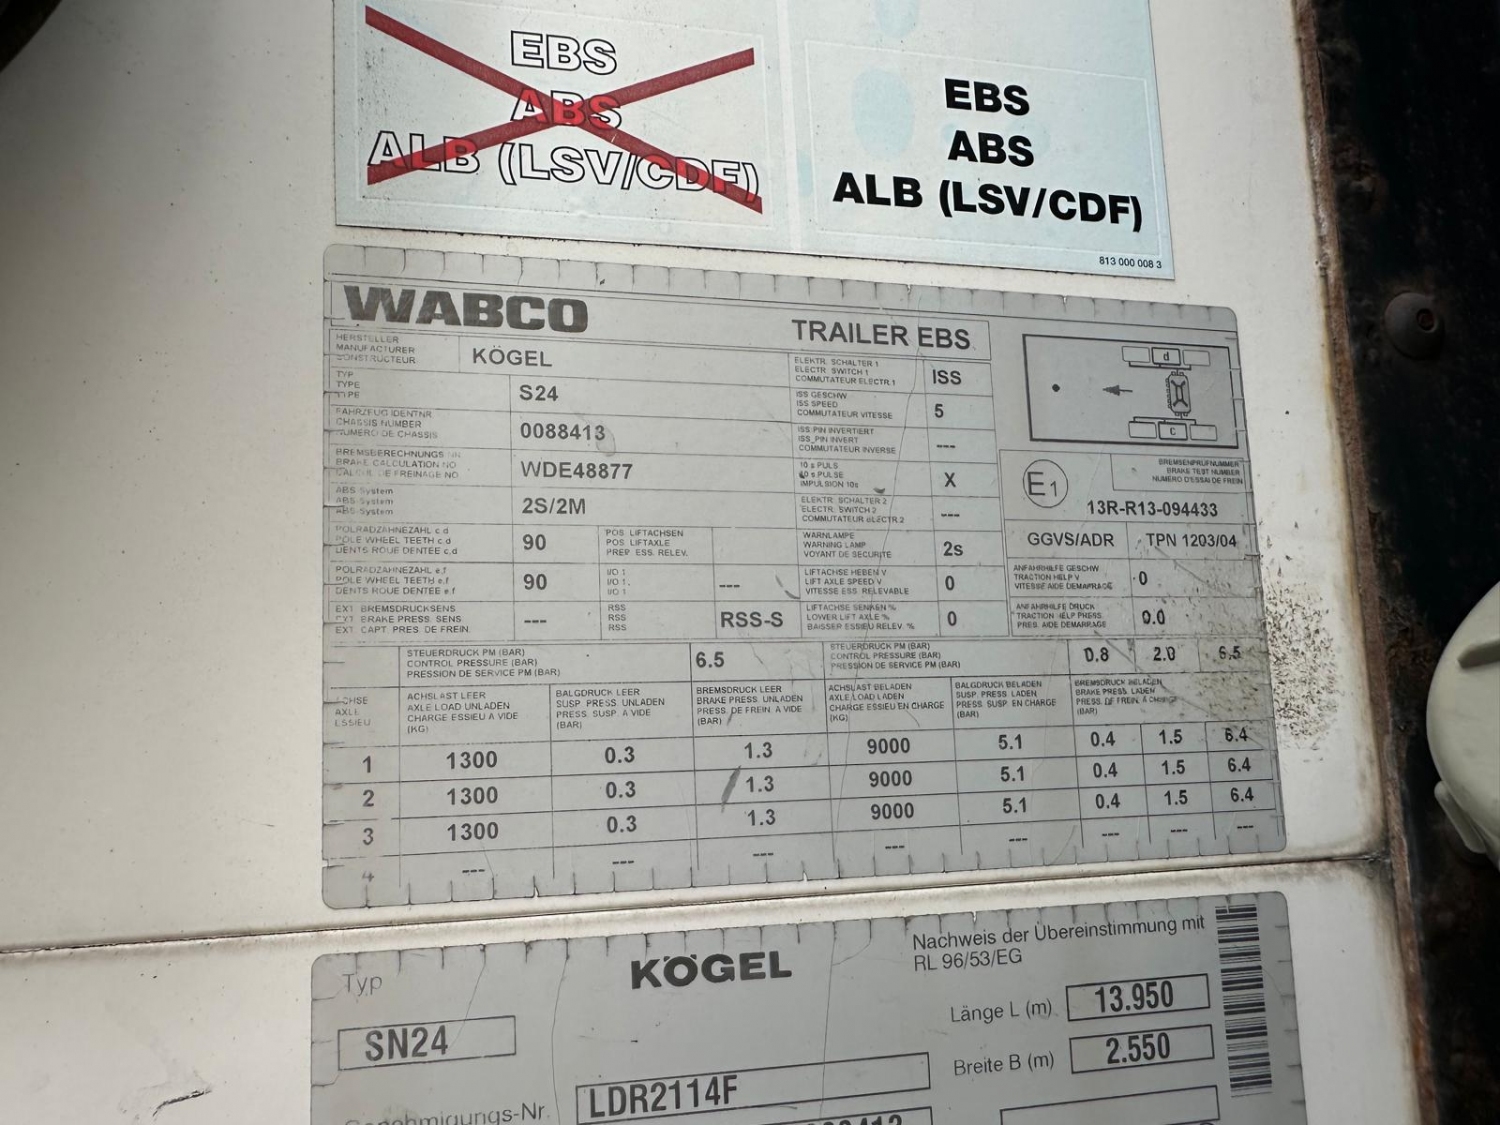 EBS
ABS
ALB (LSV/CDF)
EBS
ABS
ALB (LSV/CDF)
813 000 008 3
WABCO
TRAILER EBS
HERSTELLER
MANUFACTURER
CONSTRUCTEUR
KÖGEL
TYP
TYPE
TYPE
S24
FAHRZEUG IDENTNR
CHASSIS NUMBER
NUMERO DE CHASSIS
0088413
BREMSBERECHNUNGS
BRAKE CALCULATION NO
DE FREINAGE NO
WDE48877
ABS System
ABS System
ABS System
2S/2M
POLRADZAHNEZAHL c.d
POLE WHEEL TEETH c.d
DENTS ROUE DENTEE c.d
90
POS LIFTACHSEN
POS LIFTAXLE
PREP. ESS. RELEV.
POLRADZAHNEZAHL e.f
POLE WHEEL TEETH e.f
DENTS ROUE DENTEE e.f
90
I/O 1
I/O 1
I/O 1
---
EXT BREMSDRUCKSENS
EXT BRAKE PRESS. SENS
EXT CAPT. PRES. DE FREIN
---
RSS
RSS
RSS
RSS-S
ELEKTR. SCHALTER 1
ELECTR. SWITCH 1
COMMUTATEUR ELECTR.1
ISS
ISS GESCHW
ISS SPEED
COMMUTATEUR VITESSE
5
ISS PIN INVERTIERT
ISS_PIN INVERT
COMMUTATEUR INVERSE
---
10 s PULS
10 s PULSE
IMPULSION 10s
X
ELEKTR. SCHALTER 2
ELECTR. SWITCH 2
COMMUTATEUR ELECTR 2
---
WARNLAMPE
WARNING LAMP
VOYANT DE SECURITE
2s
LIFTACHSE HEBEN V
LIFT AXLE SPEED V
VITESSE ESS RELEVABLE
0
LIFTACHSE SENKEN %
LOWER LIFT AXLE %
BAISSER ESSIEU RELEV. %
0
d
c
E1
BREMSENPRUFNUMMER
BRAKE TEST NUMBER
NUMERO D'ESSAI DE FREIN
13R-R13-094433
GGVS/ADR
TPN 1203/04
ANFAHRHILFE GESCHW
TRACTION HELP V
VITESSE AIDE DEMARRAGE
0
ANFAHRHILFE DRUCK
TRACTION HELP PRESS
PRES. AIDE DEMARRAGE
0.0
STEUERDRUCK PM (BAR)
CONTROL PRESSURE (BAR)
PRESSION DE SERVICE PM (BAR)
6.5
STEUERDRUCK PM (BAR)
CONTROL PRESSURE (BAR)
PRESSION DE SERVICE PM (BAR)
0.8 2.0 6.5
ACHSE
AXLE
ESSIEU
ACHSLAST LEER
AXLE LOAD UNLADEN
CHARGE ESSIEU A VIDE
(KG)
BALGDRUCK LEER
SUSP. PRESS. UNLADEN
PRESS. SUSP. A VIDE
(BAR)
BREMSDRUCK LEER
BRAKE PRESS. UNLADEN
PRESS. DE FREIN. A VIDE
(BAR)
ACHSLAST BELADEN
AXLE LOAD LADEN
CHARGE ESSIEU EN CHARGE
(KG)
BALGDRUCK BELADEN
SUSP. PRESS. LADEN
PRESS. SUSP. EN CHARGE
(BAR)
BREMSDRUCK BELADEN
BRAKE PRESS. LADEN
PRESS. DE FREIN. A CHARGE
(BAR)
1 1300 0.3 1.3 9000 5.1 0.4 1.5 6.4
2 1300 0.3 1.3 9000 5.1 0.4 1.5 6.4
3 1300 0.3 1.3 9000 5.1 0.4 1.5 6.4
4 --- --- --- --- --- --- --- ---
Typ
KÖGEL
Nachweis der Übereinstimmung mit
RL 96/53/EG
SN24
Länge L (m) 13.950
Breite B (m) 2.550
Genehmigungs-Nr. LDR2114F